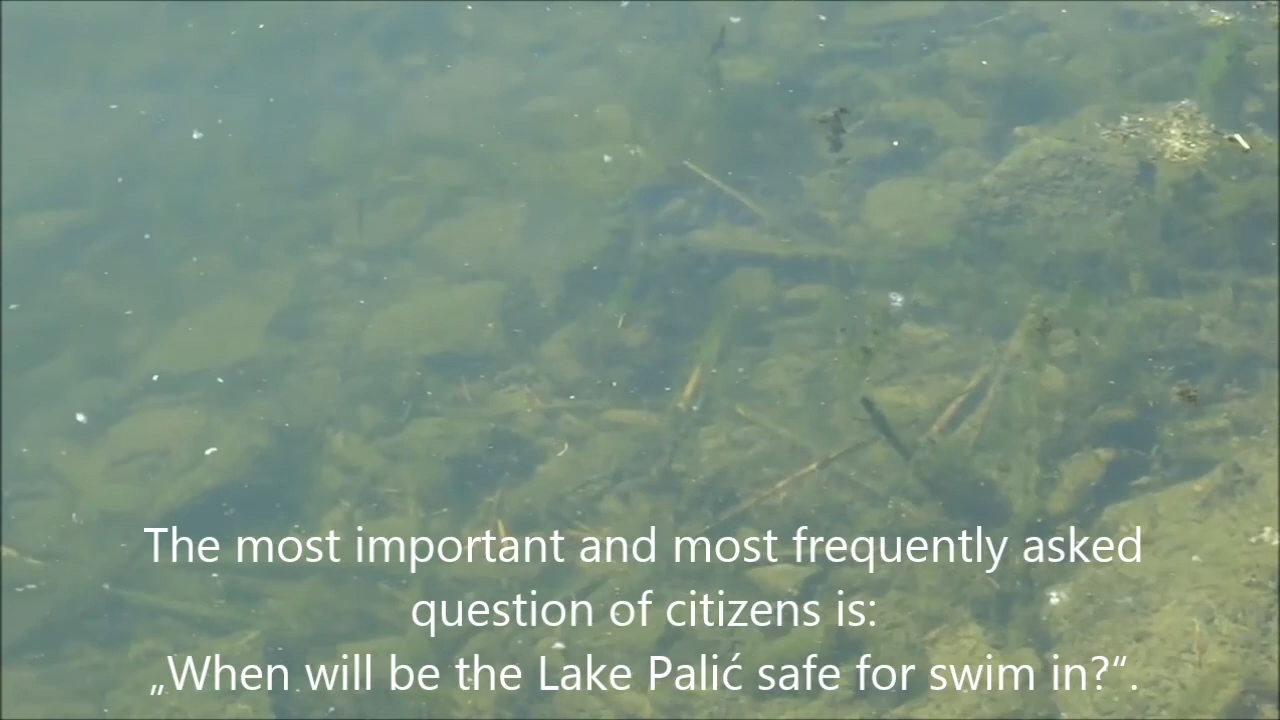 The most important and most frequently asked
question of citizens is:
„When will be the Lake Palić safe for swim in?“.